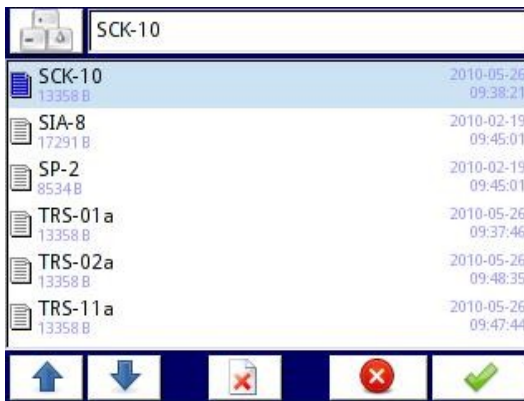 SCK-10
SCK-10
2010-05-26
13358 B
09:38:21
SIA-8
2010-02-19
17291 B
09:45:01
SP-2
2010-02-19
8534 B
09:45:01
TRS-01a
2010-05-26
13358 B
09:37:46
TRS-02a
2010-05-26
13358 B
09:48:35
TRS-11a
2010-05-26
13358 B
09:47:44